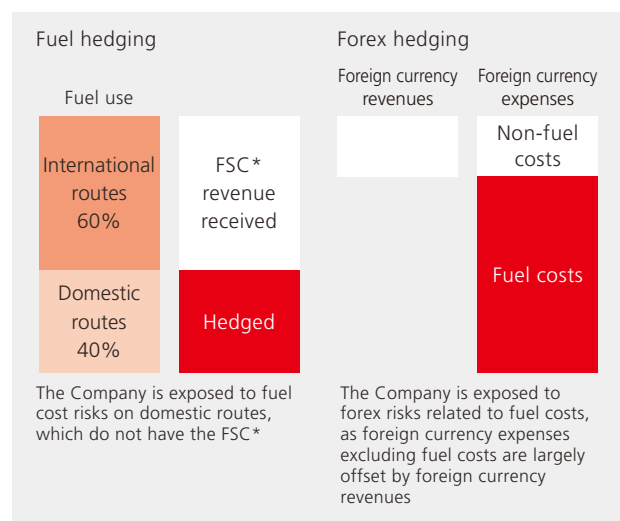 Fuel hedging
Fuel use
International
routes
60%
FSC*
revenue
received
Domestic
routes
40%
Hedged
The Company is exposed to fuel
cost risks on domestic routes,
which do not have the FSC*
Forex hedging
Foreign currency
revenues
Foreign currency
expenses
Non-fuel
costs
Fuel costs
The Company is exposed to
forex risks related to fuel costs,
as foreign currency expenses
excluding fuel costs are largely
offset by foreign currency
revenues